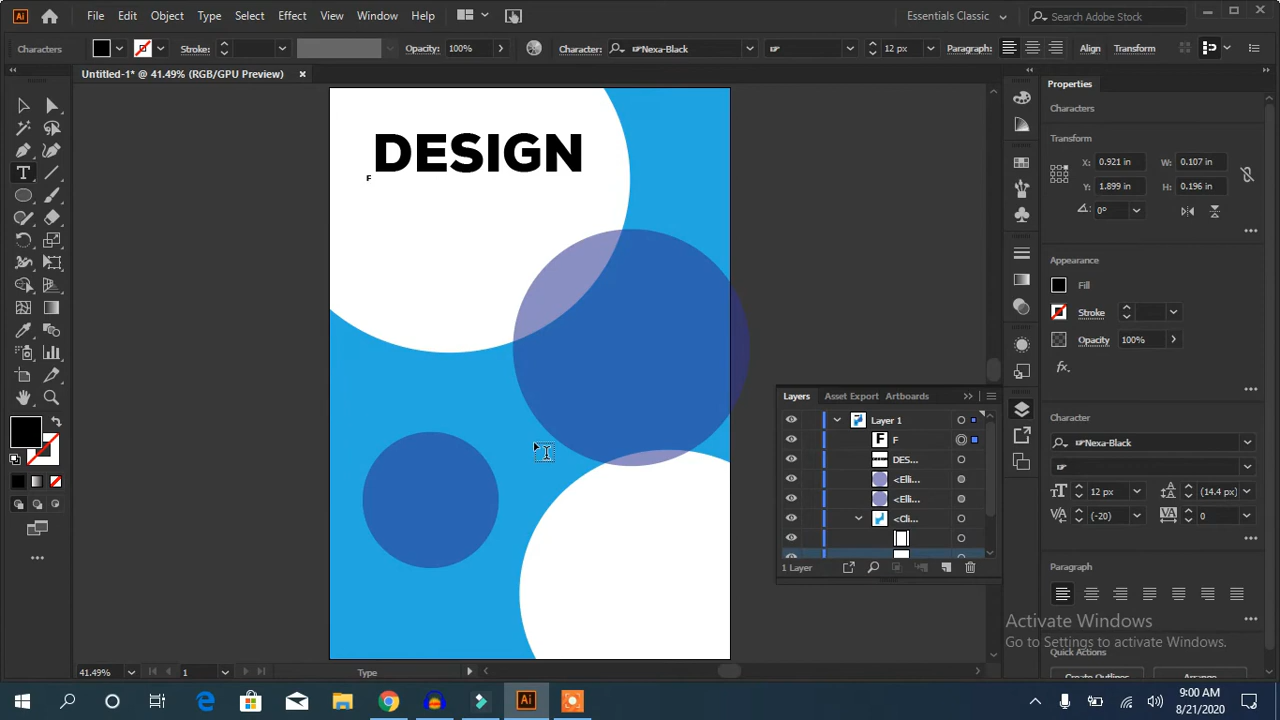 Ai File Edit Object Type Select Effect View Window Help Essentials Classic Search Adobe Stock
Characters Stroke: Opacity: 100% Character: Nexa-Black 12 px Paragraph: Align Transform
Untitled-1* @ 41.49% (RGB/GPU Preview)
Properties
Characters
Transform
X: 0.921 in W: 0.107 in
Y: 1.899 in H: 0.196 in
0°
DESIGN
F
Appearance
Fill
Stroke
Opacity 100%
fx.
Layers Asset Export Artboards
Layer 1
F F
DES...
<Elli...
<Elli...
<Cli...
1 Layer
Character
Nexa-Black
12 px (14.4 px)
(-20) 0
Paragraph
Activate Windows
Go to Settings to activate Windows.
Quick Actions
41.49% 1 Type
Ai
9:00 AM
8/21/2020